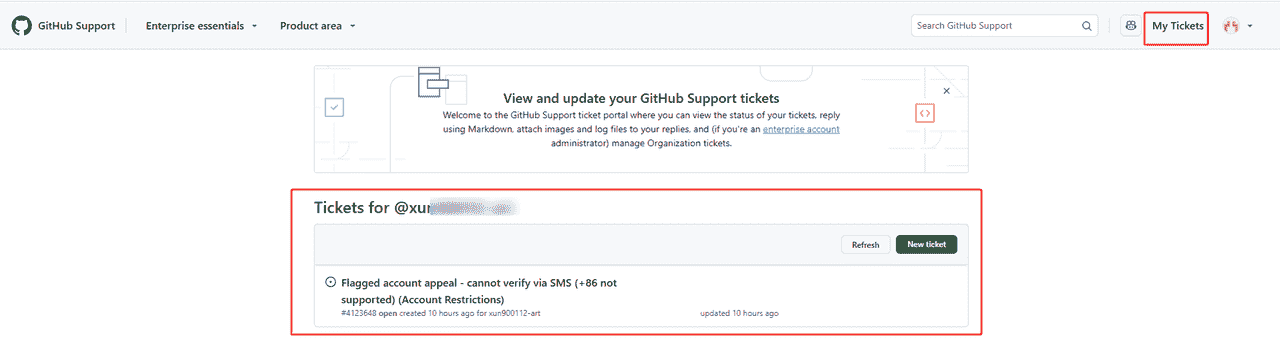 GitHub Support Enterprise essentials Product area Search GitHub Support My Tickets
View and update your GitHub Support tickets
Welcome to the GitHub Support ticket portal where you can view the status of your tickets, reply
using Markdown, attach images and log files to your replies, and (if you're an enterprise account
administrator) manage Organization tickets.
Tickets for @xun
Refresh New ticket
Flagged account appeal - cannot verify via SMS (+86 not
supported) (Account Restrictions)
#4123648 open created 10 hours ago for xun900112-art updated 10 hours ago